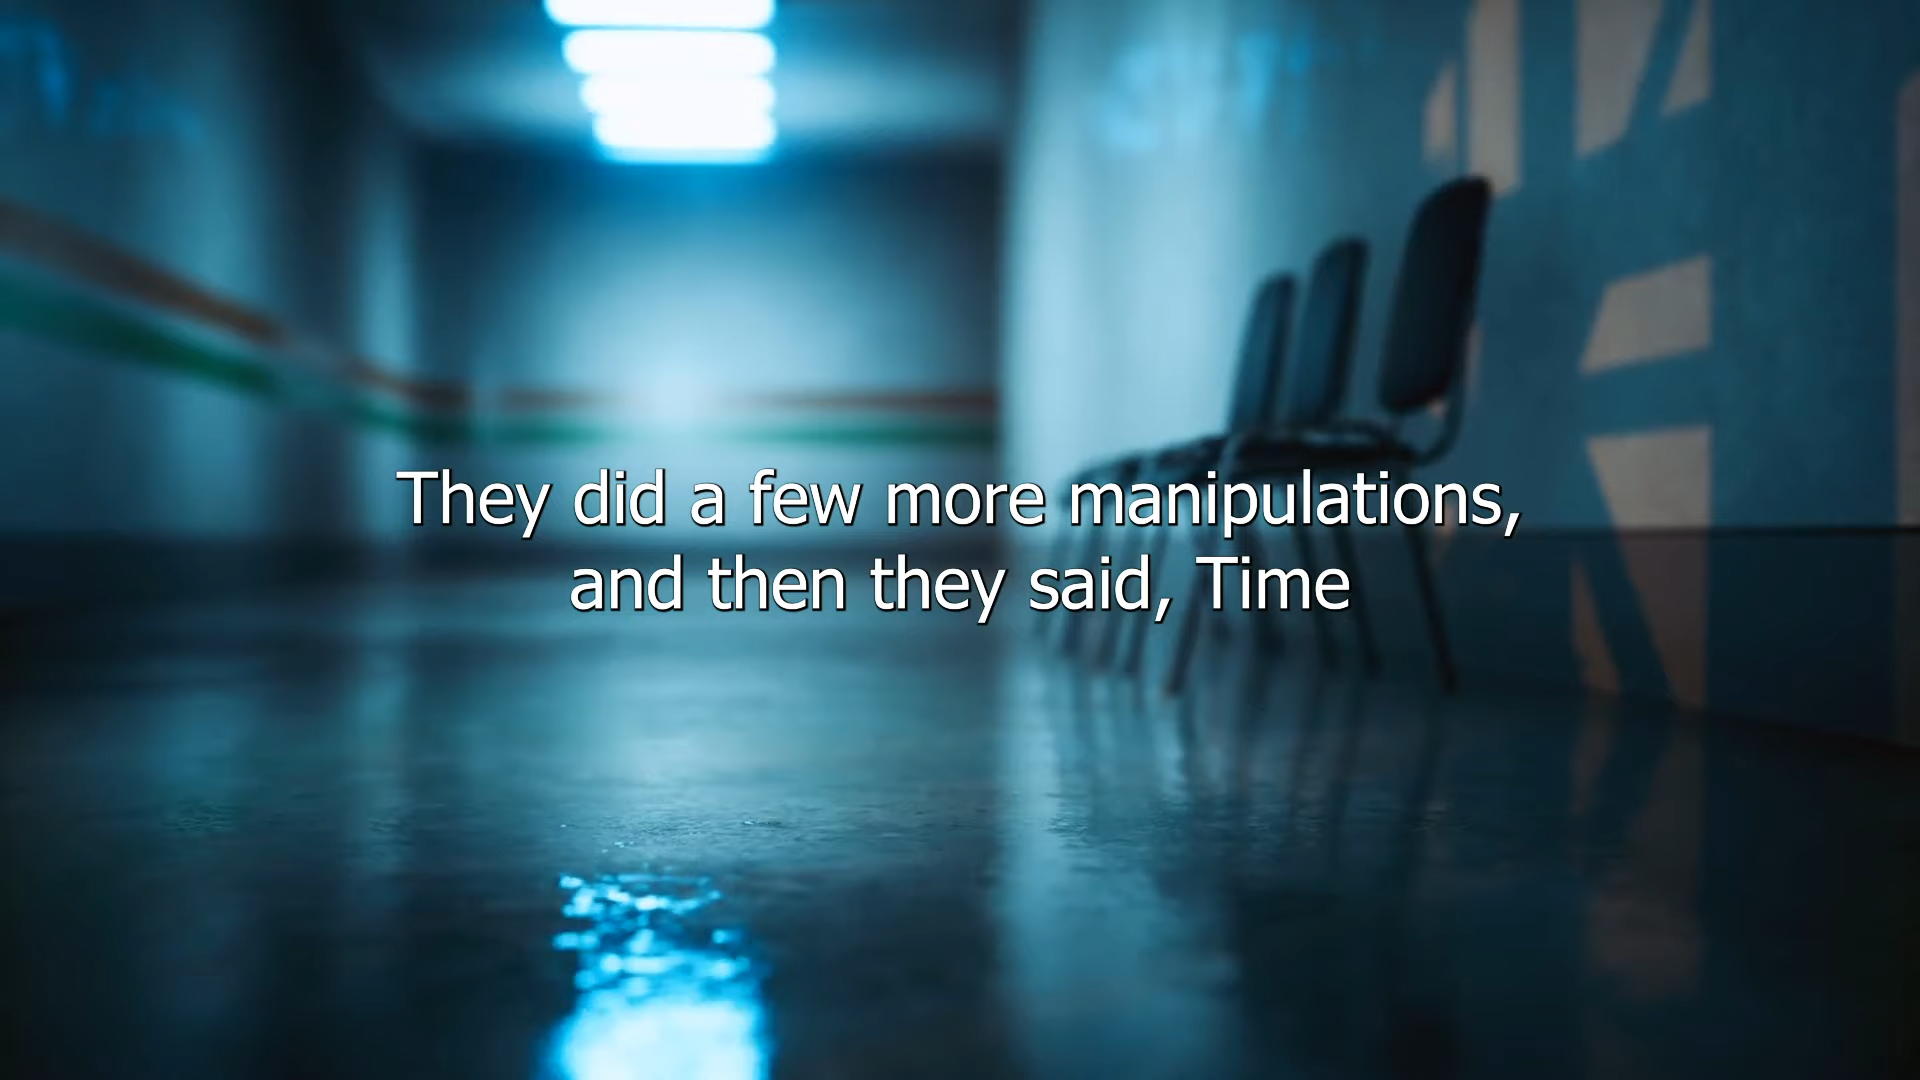 They did a few more manipulations,
and then they said, Time